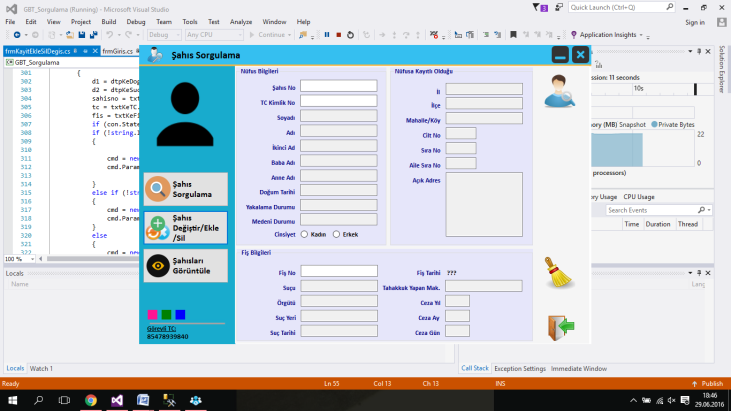 GBT_Sorgulama (Running) - Microsoft Visual Studio
Quick Launch (Ctrl+Q)
File Edit View Project Build Debug Team Tools Test Analyze Window Help
Sign in
Debug Any CPU Continue Application Insights
frmKayitEkleSilDegis.cs frmGiris.cs
GBT_Sorgulama
301 {
302 d1 = dtpKeDo
303 d2 = dtpKeSu
304 sahisno = txt
305 tc = txtKeTC.
306 fis = txtKeFi
307 if (con.State
308 if (!string.I
309 {
310
311 cmd = new
312 cmd.Param
313
314 }
315 else if (!str
316 {
317 cmd = new
318 cmd.Para
319 }
320 else
321 {
322 cmd = new
100 %
Şahıs Sorgulama
Şahıs Sorgulama
Şahıs Değiştir/Ekle /Sil
Şahısları Görüntüle
Görevli TC:
85478939840
Nüfus Bilgileri
Şahıs No
TC Kimlik No
Soyadı
Adı
İkinci Ad
Baba Adı
Anne Adı
Doğum Tarihi
Yakalama Durumu
Medeni Durumu
Cinsiyet Kadın Erkek
Nüfusa Kayıtlı Olduğu
İl
İlçe
Mahalle/Köy
Cilt No
Sıra No
Aile Sıra No
Açık Adres
Fiş Bilgileri
Fiş No
Suçu
Örgütü
Suç Yeri
Suç Tarihi
Fiş Tarihi ???
Tahakkuk Yapan Mak.
Ceza Yıl
Ceza Ay
Ceza Gün
Solution Explorer
ession: 11 seconds
10s
ory (MB) Snapshot Private Bytes
22
0
processors)
ry Usage CPU Usage
Search Events
Time Duration Thread
Locals
Name
Lang
Locals Watch 1
Call Stack Exception Settings Immediate Window
Ready Ln 55 Col 13 Ch 13 INS Publish
18:46
29.06.2016